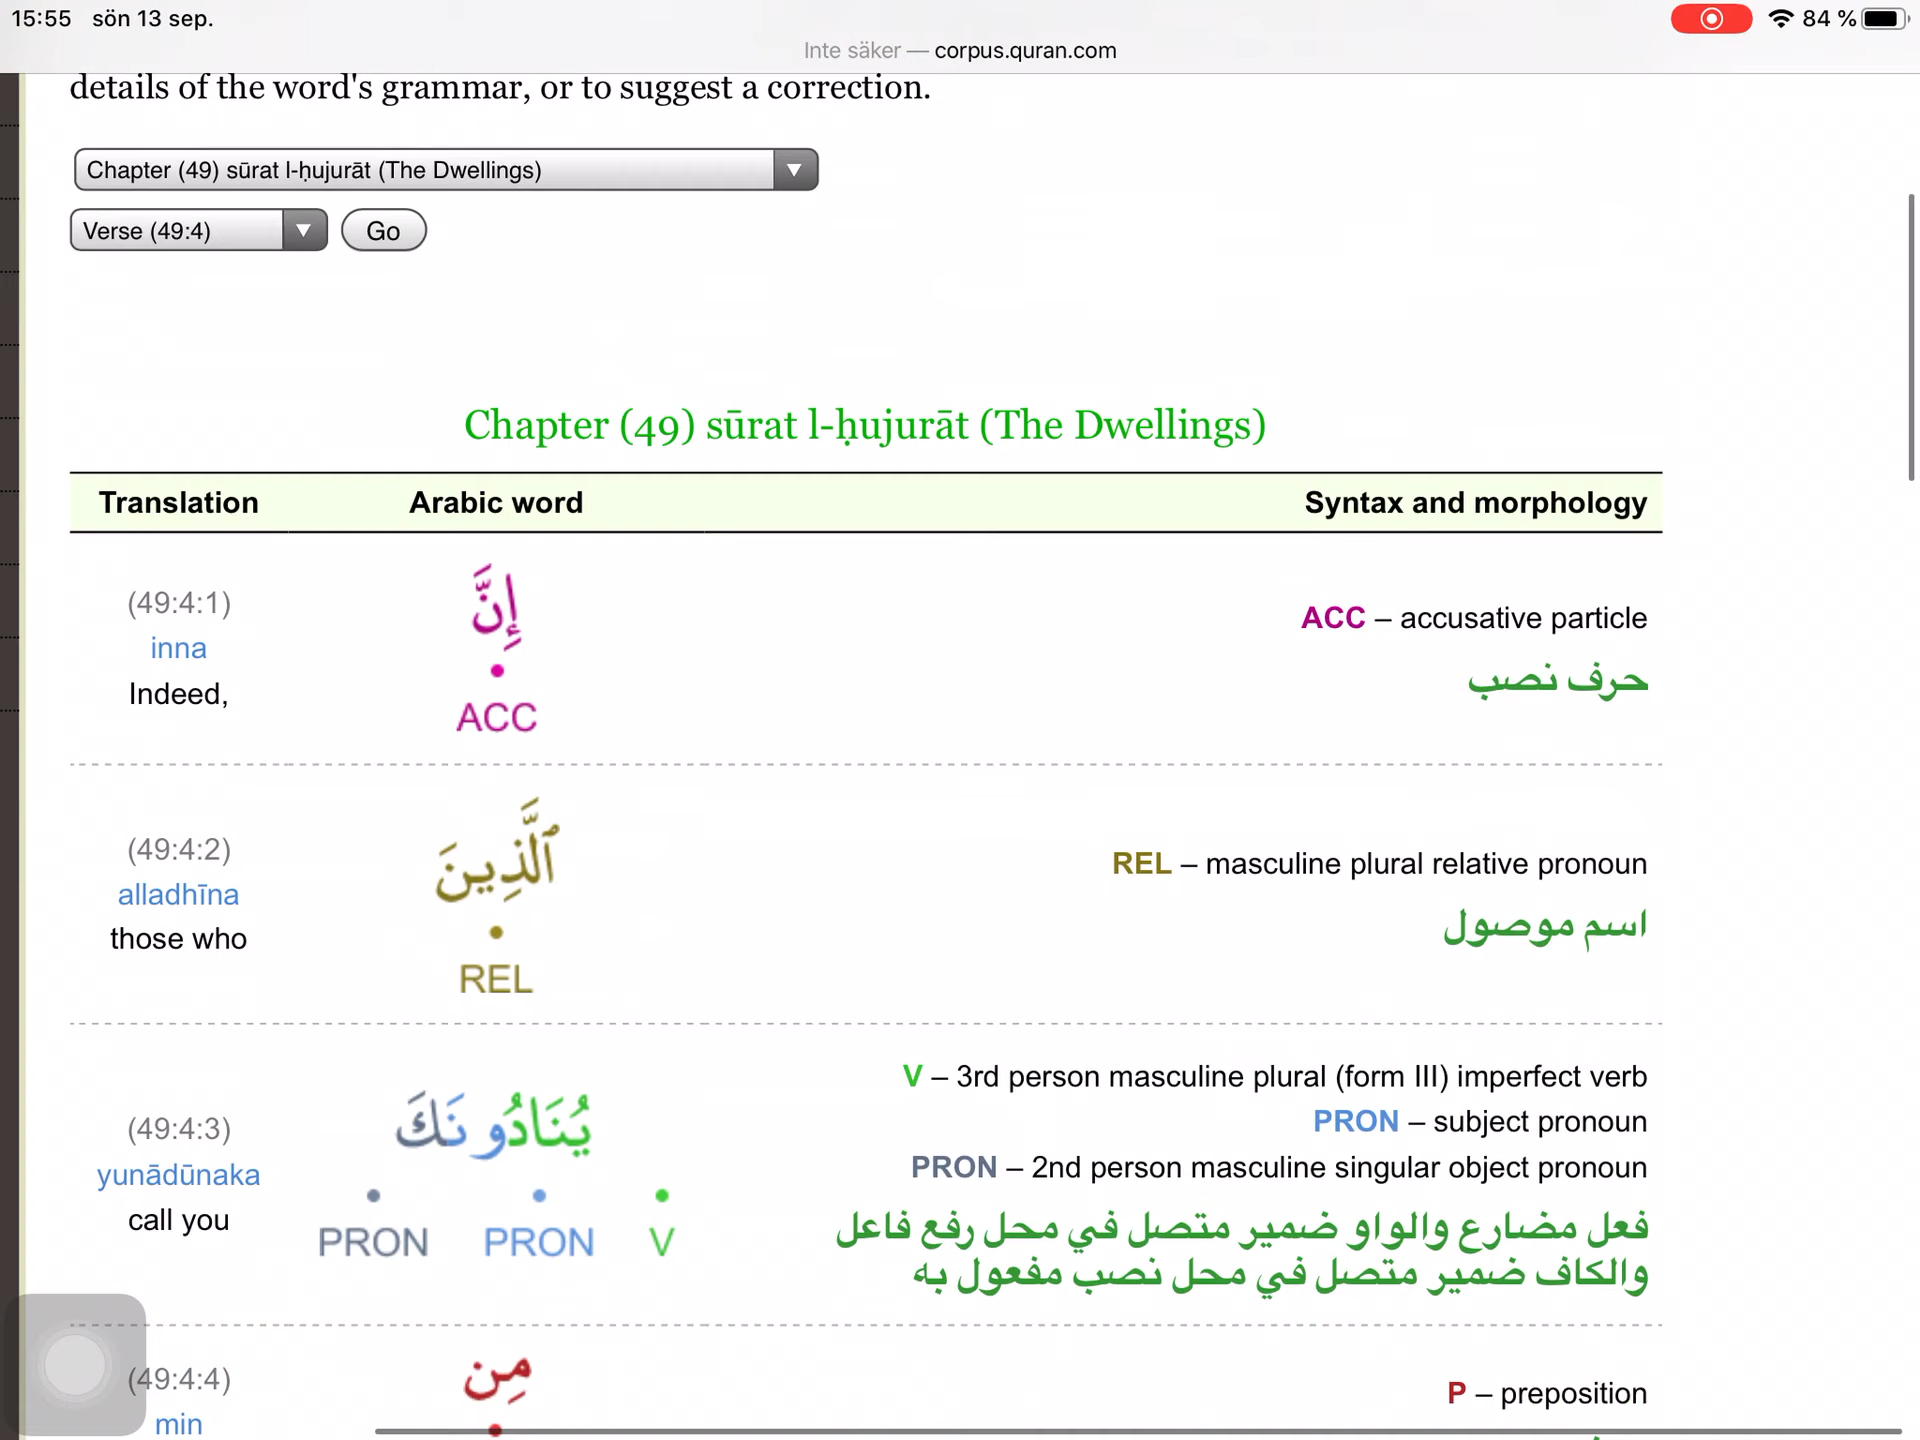 15:55 sön 13 sep. 84 %
Inte säker — corpus.quran.com
details of the word's grammar, or to suggest a correction.
Chapter (49) sūrat l-ḥujurāt (The Dwellings)
Verse (49:4) Go
Chapter (49) sūrat l-ḥujurāt (The Dwellings)
Translation Arabic word Syntax and morphology
(49:4:1)
inna
Indeed,
إِنَّ
ACC
ACC – accusative particle
حرف نصب
(49:4:2)
alladhīna
those who
ٱلَّذِينَ
REL
REL – masculine plural relative pronoun
اسم موصول
(49:4:3)
yunādūnaka
call you
يُنَادُونَكَ
PRON PRON V
V – 3rd person masculine plural (form III) imperfect verb
PRON – subject pronoun
PRON – 2nd person masculine singular object pronoun
فعل مضارع والواو ضمير متصل في محل رفع فاعل
والكاف ضمير متصل في محل نصب مفعول به
(49:4:4)
min
مِن
P – preposition